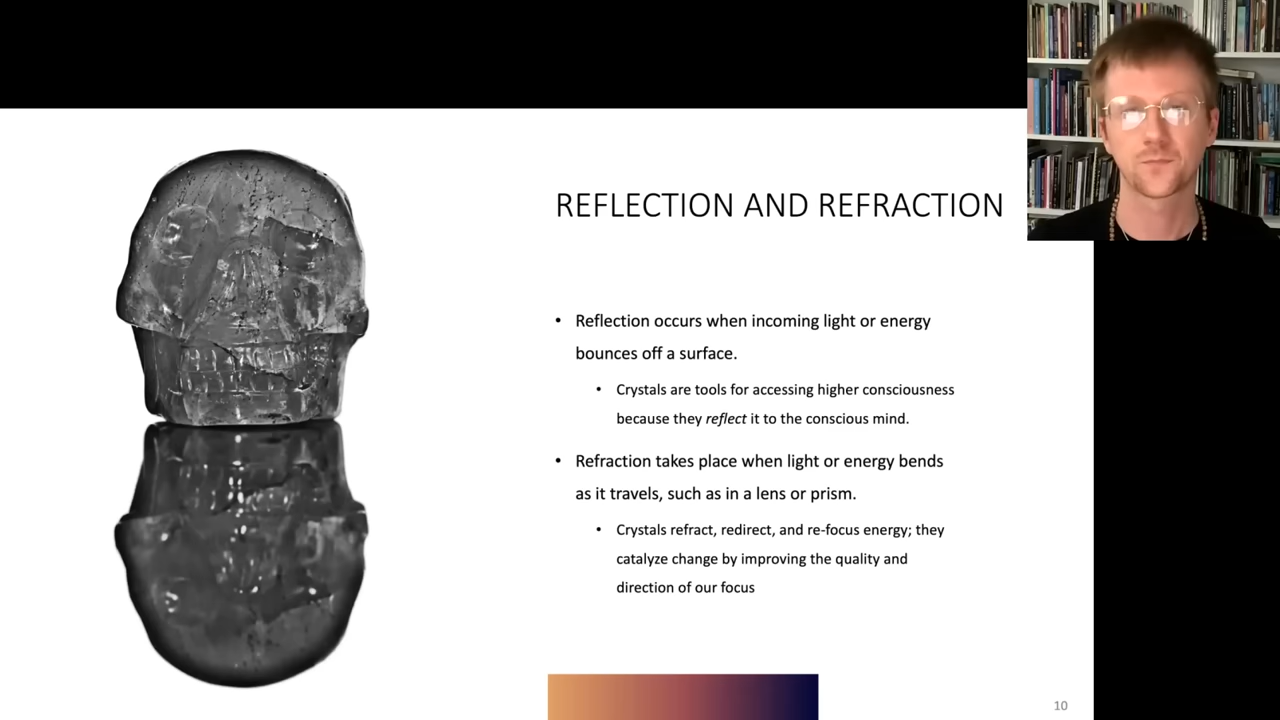 REFLECTION AND REFRACTION
• Reflection occurs when incoming light or energy
bounces off a surface.
• Crystals are tools for accessing higher consciousness
because they reflect it to the conscious mind.
• Refraction takes place when light or energy bends
as it travels, such as in a lens or prism.
• Crystals refract, redirect, and re-focus energy; they
catalyze change by improving the quality and
direction of our focus
10